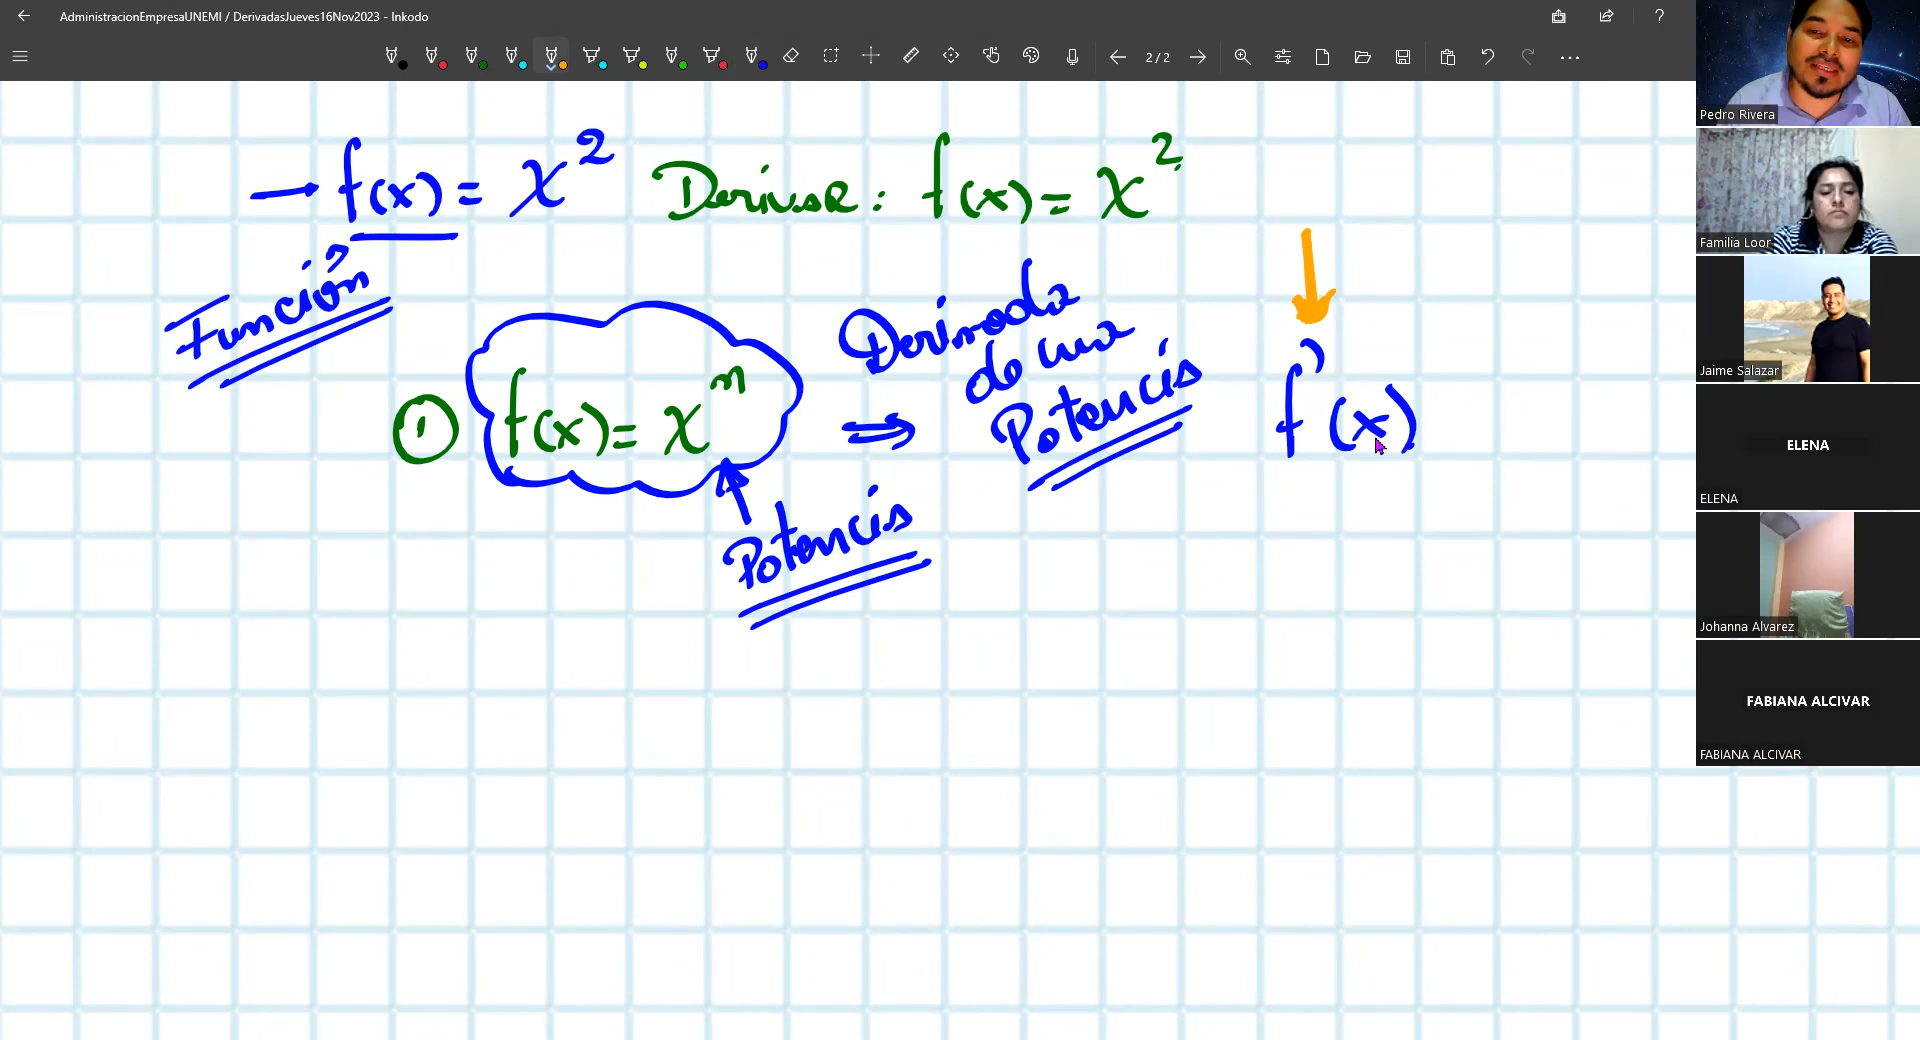 AdministracionEmpresaUNEMI / DerivadasJueves16Nov2023 - Inkodo
2 / 2
→ f(x) = x² Derivar : f(x) = x²
Función
① f(x) = xⁿ ⇒ Derivada
de una
Potencia
f'(x)
Potencia
Pedro Rivera
Familia Loor
Jaime Salazar
ELENA
ELENA
Johanna Alvarez
FABIANA ALCIVAR
FABIANA ALCIVAR